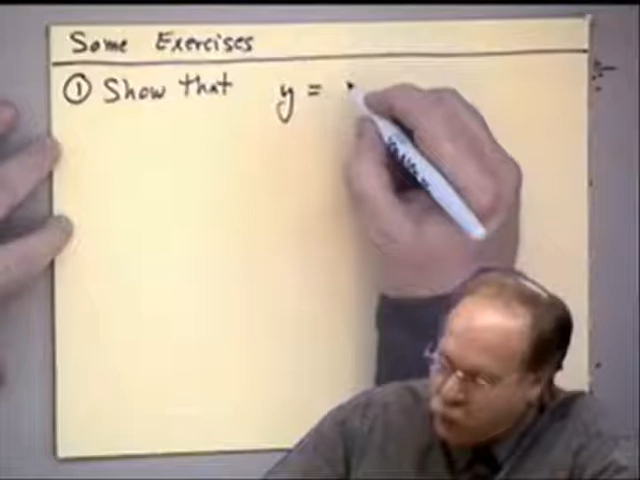 Some Exercises
① Show that y =